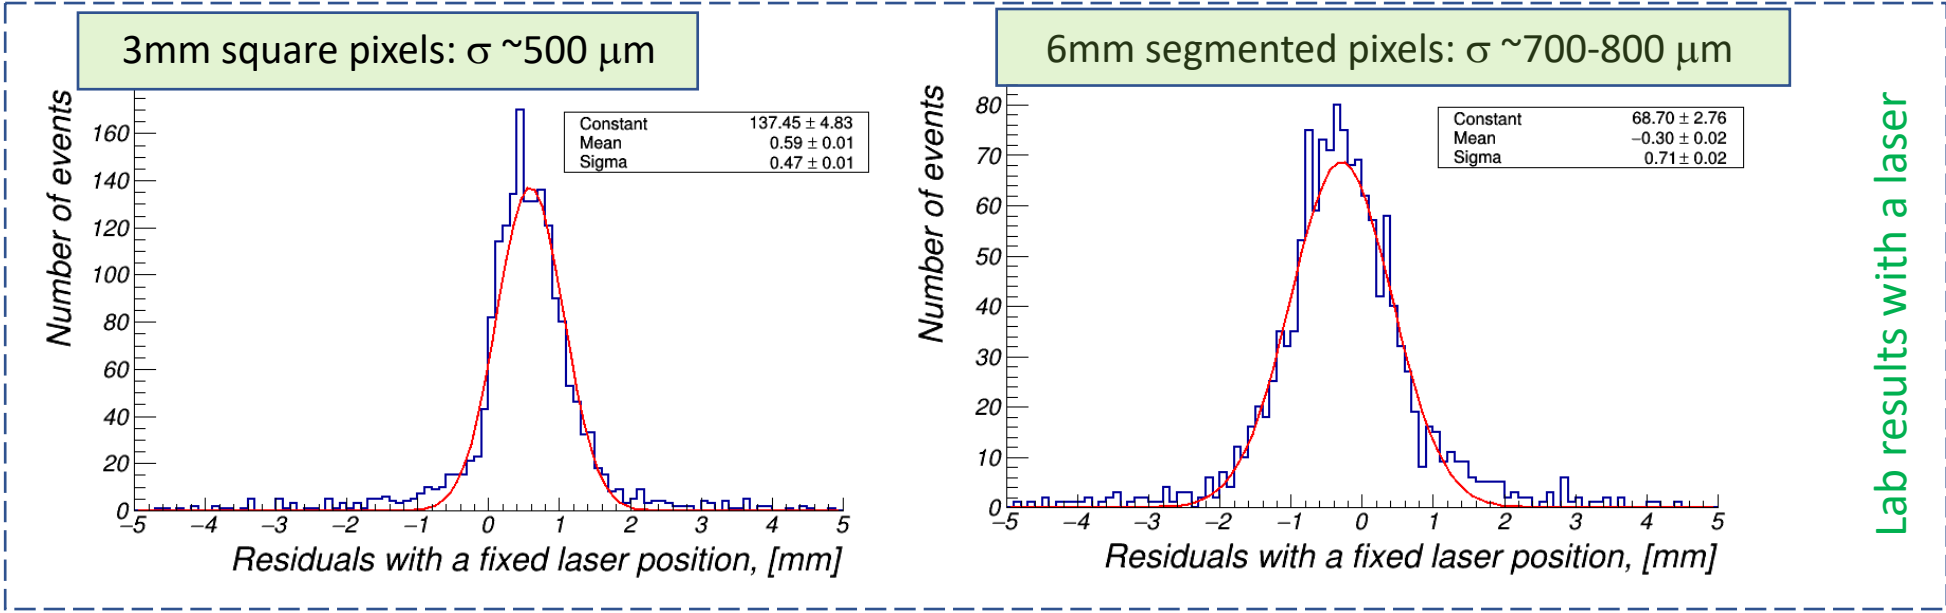 3mm square pixels: σ ~500 μm
Number of events
160
140
120
100
80
60
40
20
0
Constant 137.45 ± 4.83
Mean 0.59 ± 0.01
Sigma 0.47 ± 0.01
−5 −4 −3 −2 −1 0 1 2 3 4 5
Residuals with a fixed laser position, [mm]
6mm segmented pixels: σ ~700-800 μm
Number of events
80
70
60
50
40
30
20
10
0
Constant 68.70 ± 2.76
Mean −0.30 ± 0.02
Sigma 0.71 ± 0.02
−5 −4 −3 −2 −1 0 1 2 3 4 5
Residuals with a fixed laser position, [mm]
Lab results with a laser